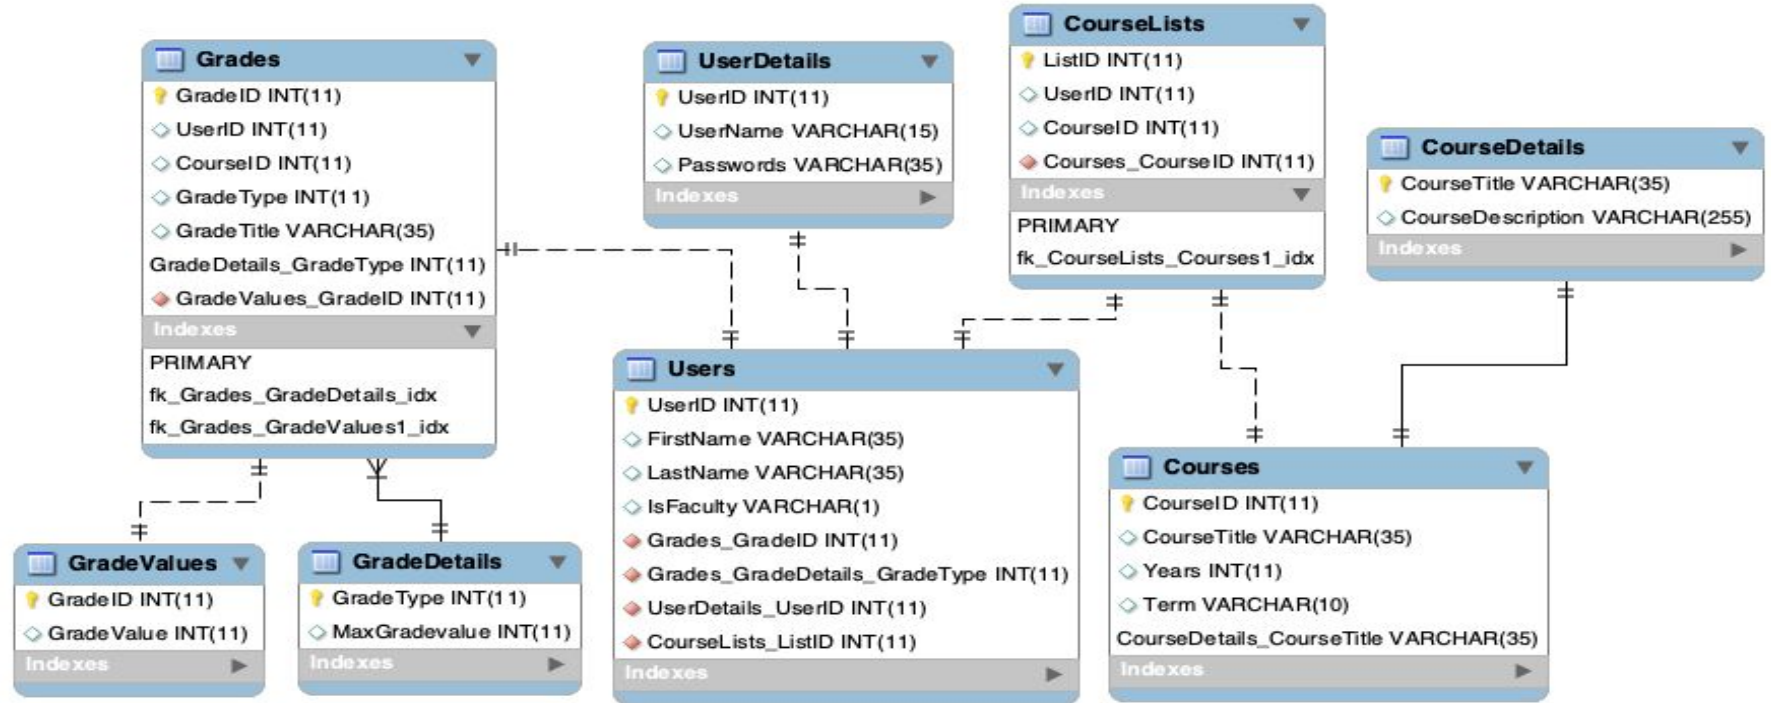 Grades
GradeID INT(11)
UserID INT(11)
CourseID INT(11)
GradeType INT(11)
GradeTitle VARCHAR(35)
GradeDetails_GradeType INT(11)
GradeValues_GradeID INT(11)
Indexes
PRIMARY
fk_Grades_GradeDetails_idx
fk_Grades_GradeValues1_idx
UserDetails
UserID INT(11)
UserName VARCHAR(15)
Passwords VARCHAR(35)
Indexes
CourseLists
ListID INT(11)
UserID INT(11)
CourseID INT(11)
Courses_CourseID INT(11)
Indexes
PRIMARY
fk_CourseLists_Courses1_idx
CourseDetails
CourseTitle VARCHAR(35)
CourseDescription VARCHAR(255)
Indexes
GradeValues
GradeID INT(11)
GradeValue INT(11)
Indexes
GradeDetails
GradeType INT(11)
MaxGradevalue INT(11)
Indexes
Users
UserID INT(11)
FirstName VARCHAR(35)
LastName VARCHAR(35)
IsFaculty VARCHAR(1)
Grades_GradeID INT(11)
Grades_GradeDetails_GradeType INT(11)
UserDetails_UserID INT(11)
CourseLists_ListID INT(11)
Indexes
Courses
CourseID INT(11)
CourseTitle VARCHAR(35)
Years INT(11)
Term VARCHAR(10)
CourseDetails_CourseTitle VARCHAR(35)
Indexes